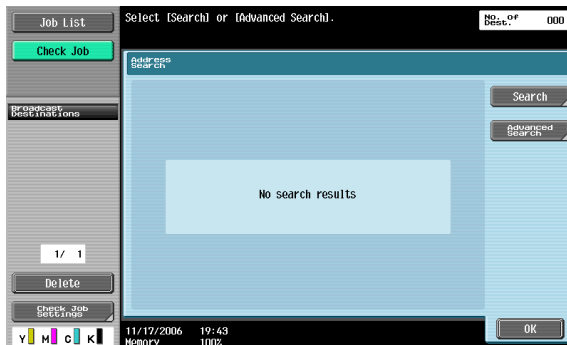 Job List
Select [Search] or [Advanced Search].
No. of
Dest.
000
Check Job
Address
Search
Broadcast
Destinations
Search
Advanced
Search
No search results
1/ 1
Delete
Check Job
Settings
Y M C K
11/17/2006 19:43
Memory 100%
OK